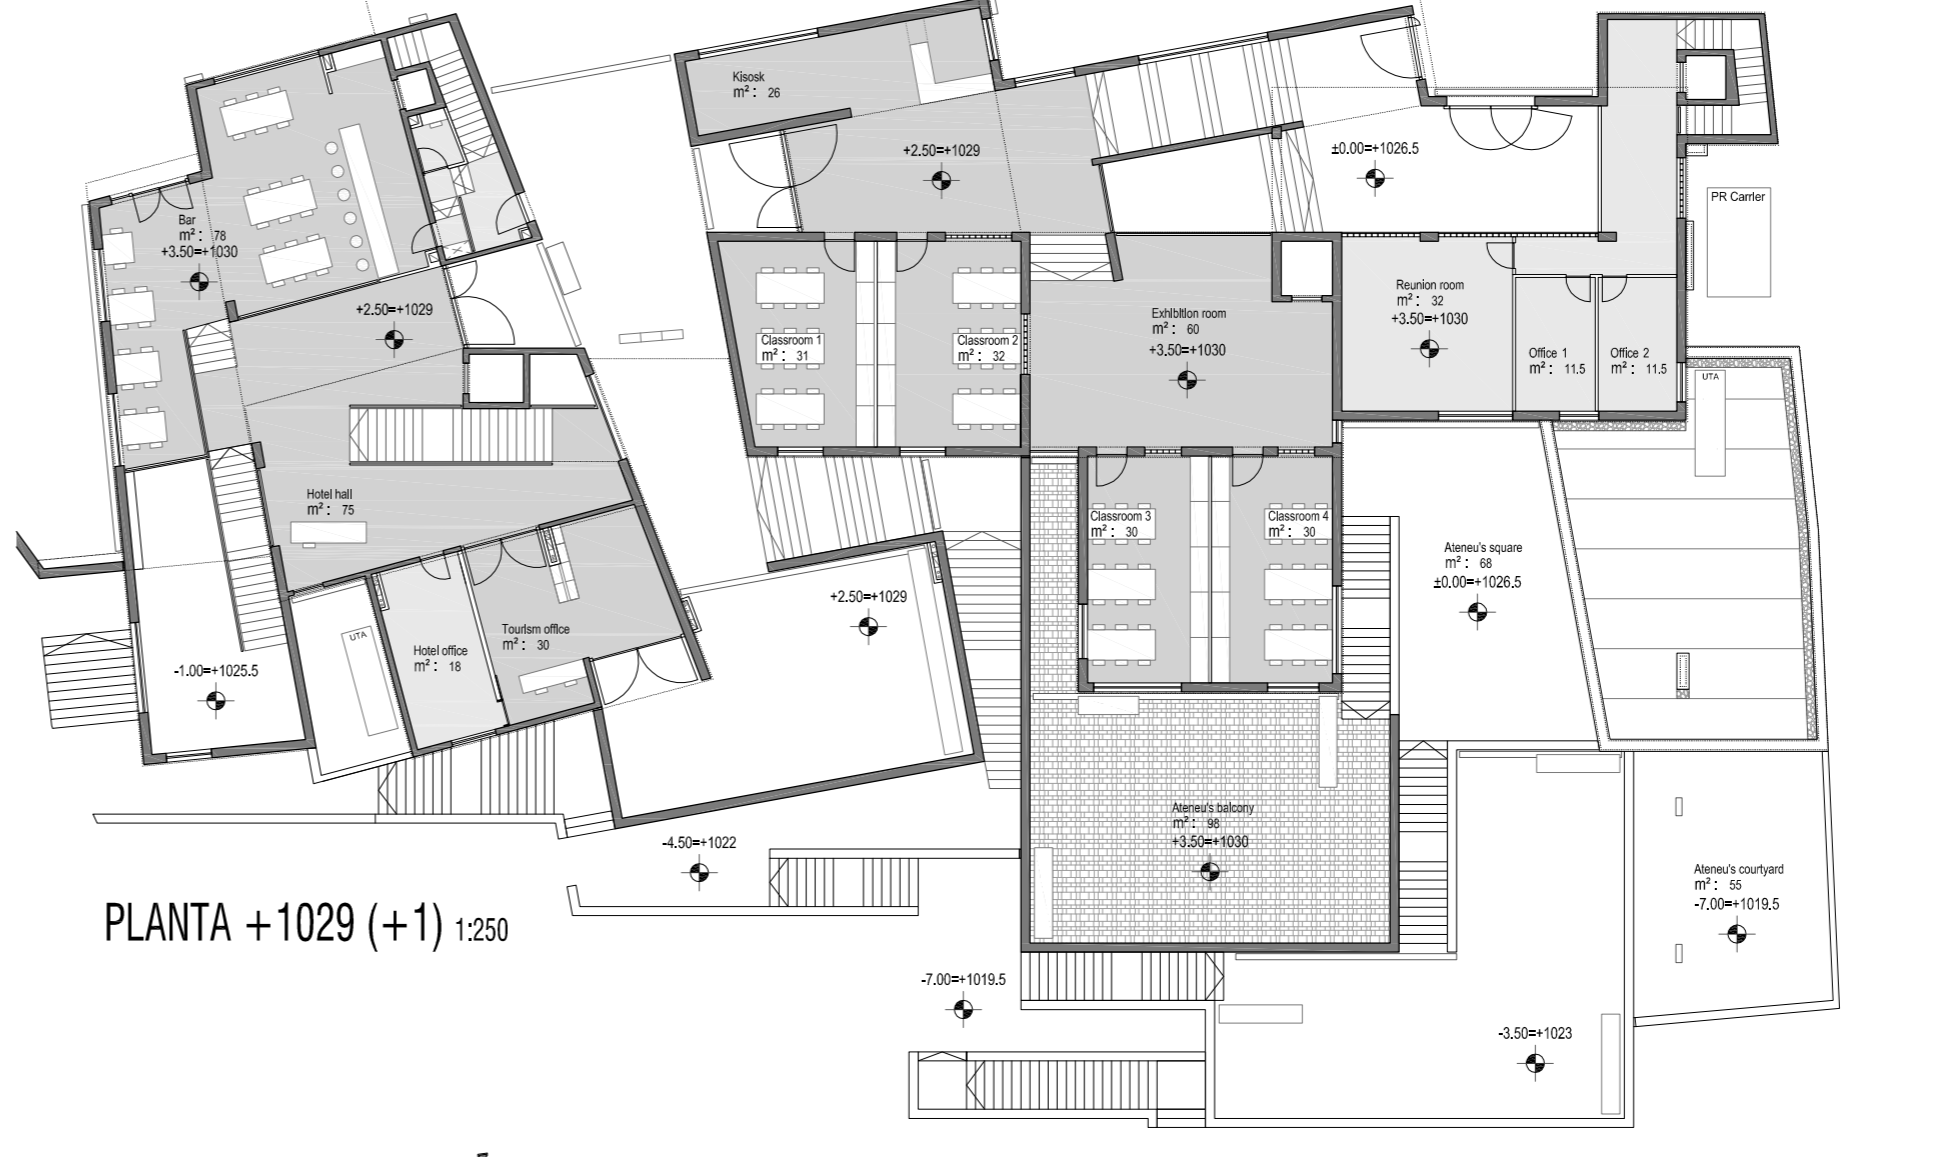 Kisosk
m²: 26
+2.50=+1029
±0.00=+1026.5
PR Carrier
Bar
m²: 78
+3.50=+1030
+2.50=+1029
Classroom 1
m²: 31
Classroom 2
m²: 32
Exhibition room
m²: 60
+3.50=+1030
Reunion room
m²: 32
+3.50=+1030
Office 1
m²: 11.5
Office 2
m²: 11.5
UTA
Hotel hall
m²: 75
Classroom 3
m²: 30
Classroom 4
m²: 30
Ateneu's square
m²: 68
±0.00=+1026.5
+2.50=+1029
UTA
Hotel office
m²: 18
Tourism office
m²: 30
-1.00=+1025.5
Ateneu's balcony
m²: 98
+3.50=+1030
-4.50=+1022
Ateneu's courtyard
m²: 55
-7.00=+1019.5
PLANTA +1029 (+1) 1:250
-7.00=+1019.5
-3.50=+1023